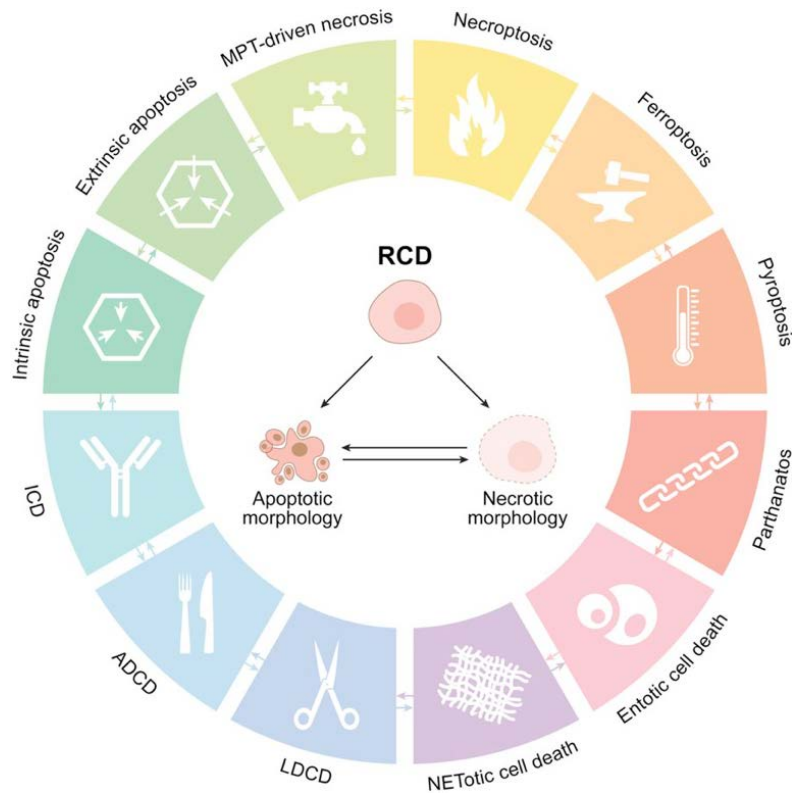 MPT-driven necrosis
Necroptosis
Ferroptosis
Pyroptosis
Parthanatos
Entotic cell death
NETotic cell death
LDCD
ADCD
ICD
Intrinsic apoptosis
Extrinsic apoptosis
RCD
Apoptotic
morphology
Necrotic
morphology